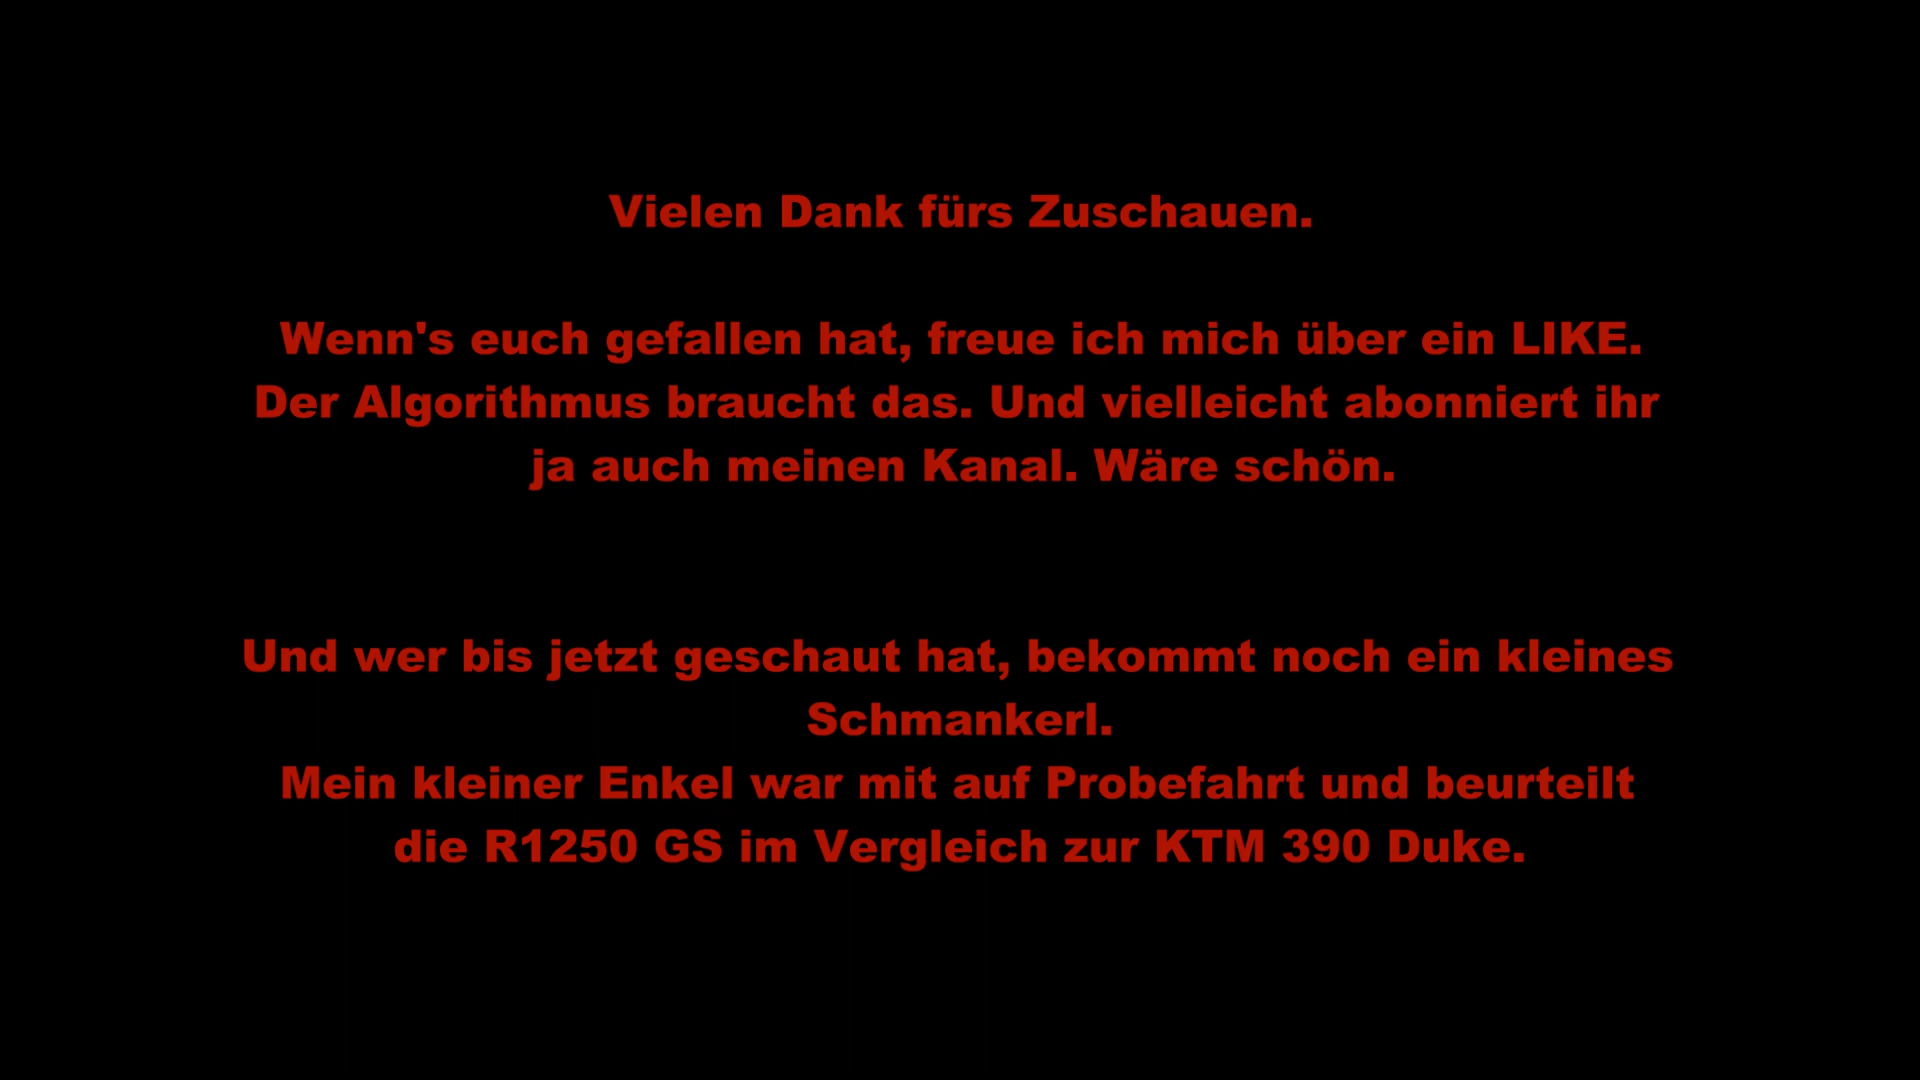 Vielen Dank fürs Zuschauen.
Wenn's euch gefallen hat, freue ich mich über ein LIKE.
Der Algorithmus braucht das. Und vielleicht abonniert ihr
ja auch meinen Kanal. Wäre schön.
Und wer bis jetzt geschaut hat, bekommt noch ein kleines
Schmankerl.
Mein kleiner Enkel war mit auf Probefahrt und beurteilt
die R1250 GS im Vergleich zur KTM 390 Duke.